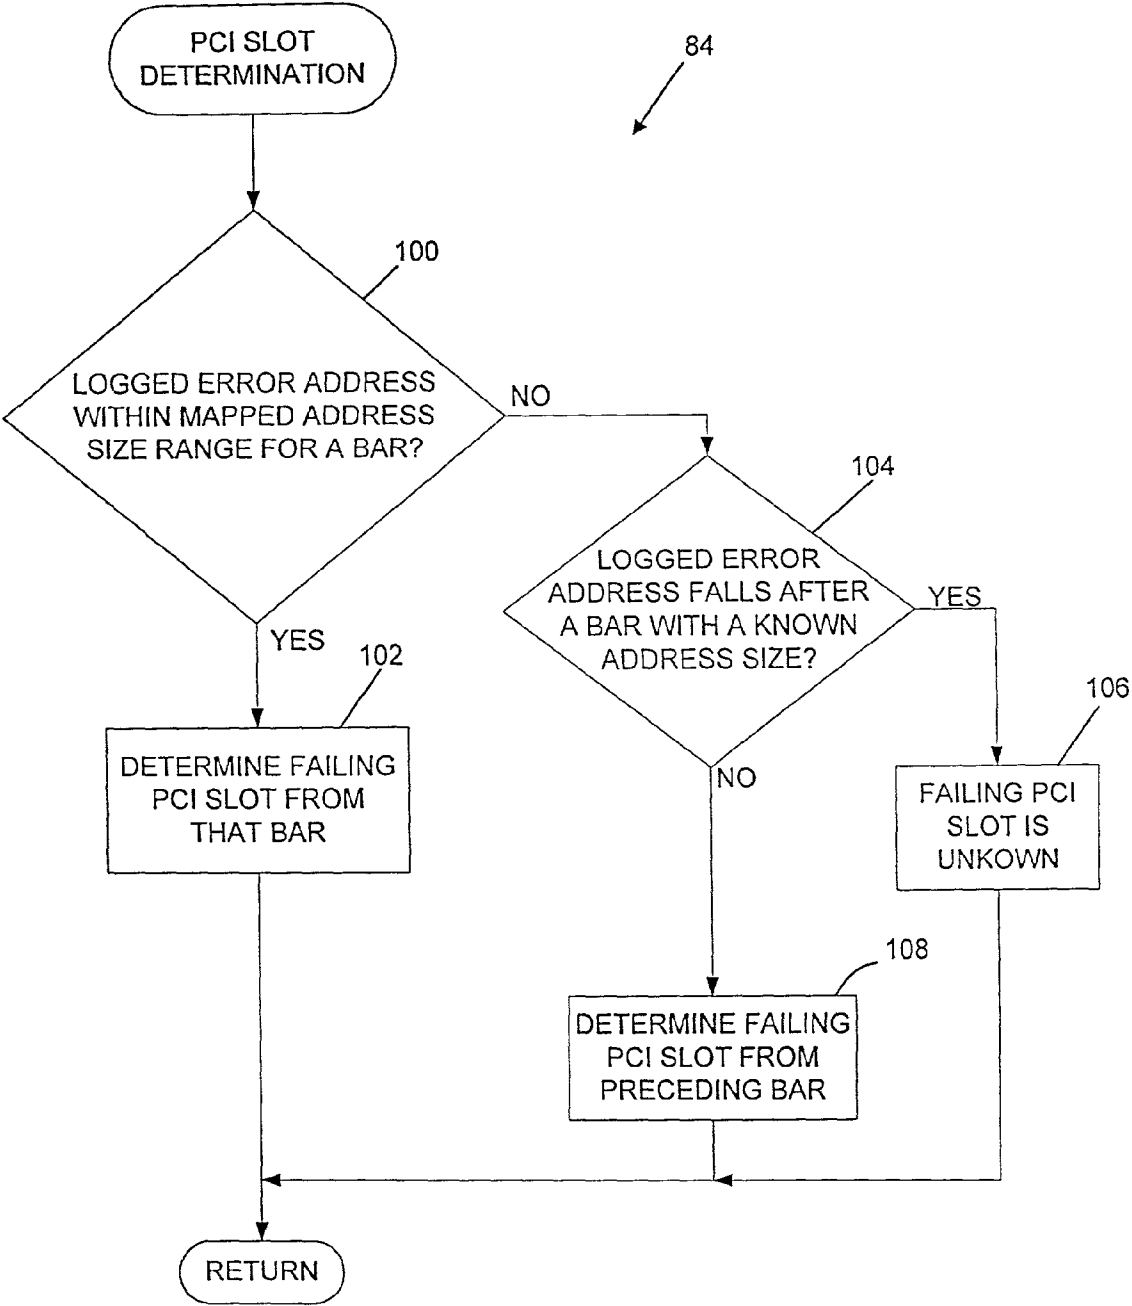 PCI SLOT
DETERMINATION
84
100
LOGGED ERROR ADDRESS
WITHIN MAPPED ADDRESS
SIZE RANGE FOR A BAR?
NO
YES
104
LOGGED ERROR
ADDRESS FALLS AFTER
A BAR WITH A KNOWN
ADDRESS SIZE?
YES
NO
102
DETERMINE FAILING
PCI SLOT FROM
THAT BAR
106
FAILING PCI
SLOT IS
UNKOWN
108
DETERMINE FAILING
PCI SLOT FROM
PRECEDING BAR
RETURN